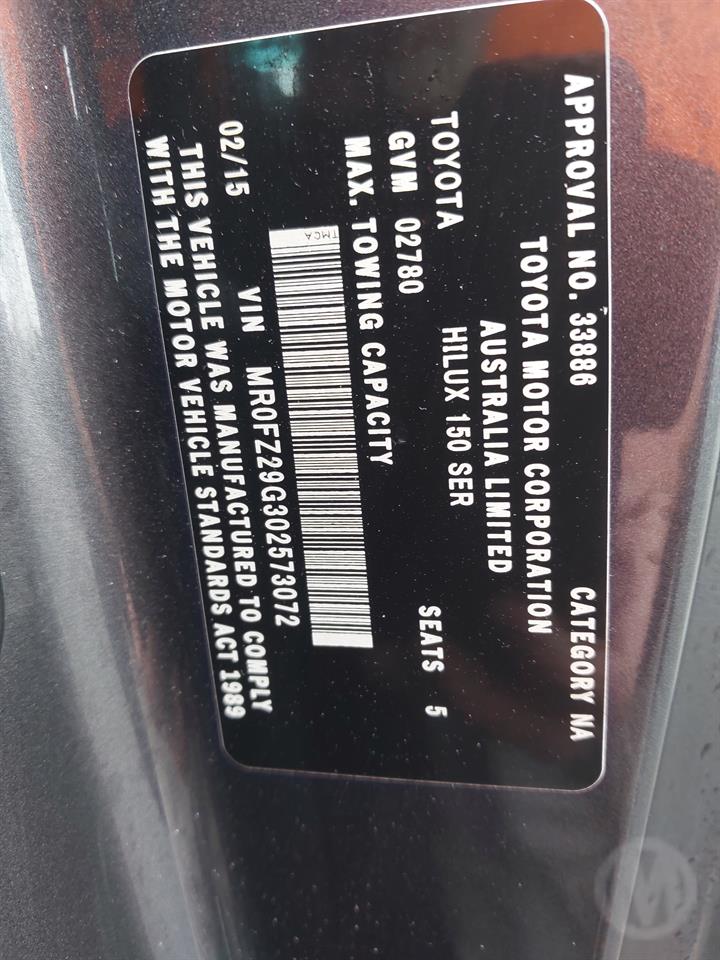 APPROVAL NO. 33886 CATEGORY NA
TOYOTA MOTOR CORPORATION
AUSTRALIA LIMITED
TOYOTA HILUX 150 SER
GVM 02780 SEATS 5
MAX. TOWING CAPACITY
TMCA
02/15 VIN MR0FZ29G302573072
THIS VEHICLE WAS MANUFACTURED TO COMPLY
WITH THE MOTOR VEHICLE STANDARDS ACT 1989
M